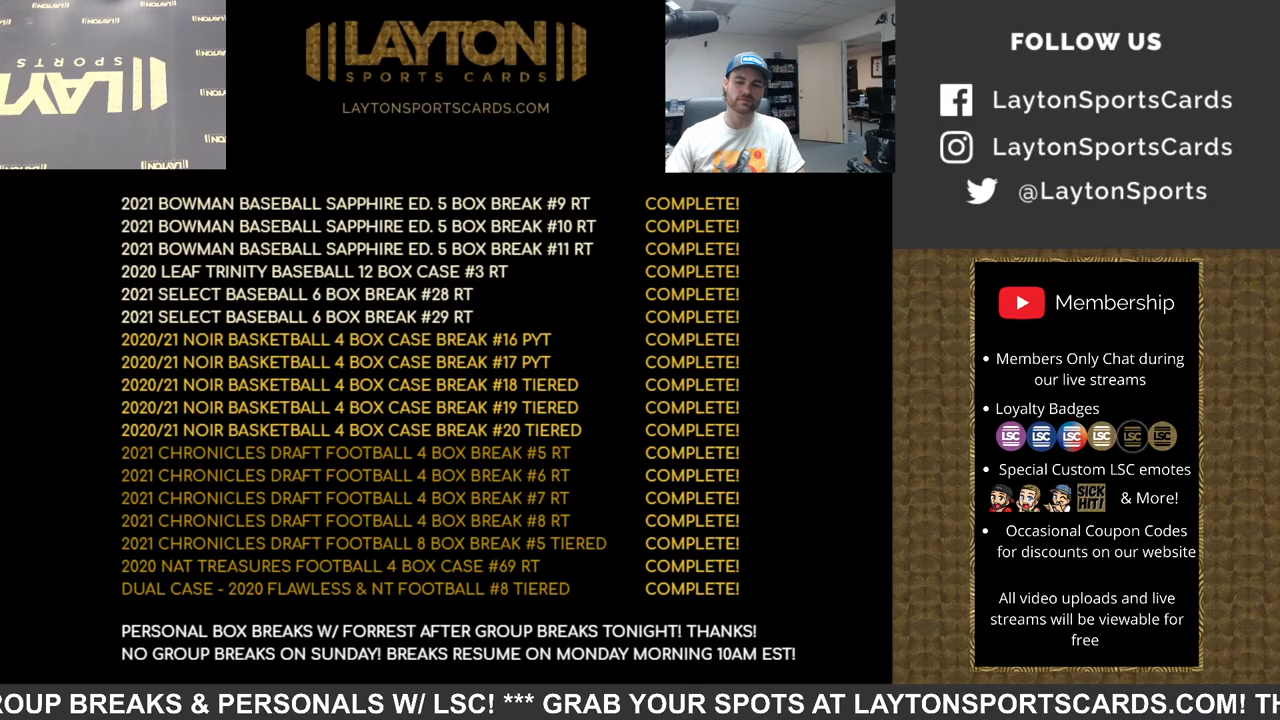 LAYTON
SPORTS CARDS
LAYTONSPORTSCARDS.COM
LAYTON
SPORTS
FOLLOW US
LaytonSportsCards
LaytonSportsCards
@LaytonSports
2021 BOWMAN BASEBALL SAPPHIRE ED. 5 BOX BREAK #9 RT COMPLETE!
2021 BOWMAN BASEBALL SAPPHIRE ED. 5 BOX BREAK #10 RT COMPLETE!
2021 BOWMAN BASEBALL SAPPHIRE ED. 5 BOX BREAK #11 RT COMPLETE!
2020 LEAF TRINITY BASEBALL 12 BOX CASE #3 RT COMPLETE!
2021 SELECT BASEBALL 6 BOX BREAK #28 RT COMPLETE!
2021 SELECT BASEBALL 6 BOX BREAK #29 RT COMPLETE!
2020/21 NOIR BASKETBALL 4 BOX CASE BREAK #16 PYT COMPLETE!
2020/21 NOIR BASKETBALL 4 BOX CASE BREAK #17 PYT COMPLETE!
2020/21 NOIR BASKETBALL 4 BOX CASE BREAK #18 TIERED COMPLETE!
2020/21 NOIR BASKETBALL 4 BOX CASE BREAK #19 TIERED COMPLETE!
2020/21 NOIR BASKETBALL 4 BOX CASE BREAK #20 TIERED COMPLETE!
2021 CHRONICLES DRAFT FOOTBALL 4 BOX BREAK #5 RT COMPLETE!
2021 CHRONICLES DRAFT FOOTBALL 4 BOX BREAK #6 RT COMPLETE!
2021 CHRONICLES DRAFT FOOTBALL 4 BOX BREAK #7 RT COMPLETE!
2021 CHRONICLES DRAFT FOOTBALL 4 BOX BREAK #8 RT COMPLETE!
2021 CHRONICLES DRAFT FOOTBALL 8 BOX BREAK #5 TIERED COMPLETE!
2020 NAT TREASURES FOOTBALL 4 BOX CASE #69 RT COMPLETE!
DUAL CASE - 2020 FLAWLESS & NT FOOTBALL #8 TIERED COMPLETE!
PERSONAL BOX BREAKS W/ FORREST AFTER GROUP BREAKS TONIGHT! THANKS!
NO GROUP BREAKS ON SUNDAY! BREAKS RESUME ON MONDAY MORNING 10AM EST!
Membership
• Members Only Chat during
our live streams
• Loyalty Badges
LSC LSC LSC LSC LSC LSC
• Special Custom LSC emotes
SICK
HIT!
& More!
• Occasional Coupon Codes
for discounts on our website
All video uploads and live
streams will be viewable for
free
ROUP BREAKS & PERSONALS W/ LSC! *** GRAB YOUR SPOTS AT LAYTONSPORTSCARDS.COM! TH